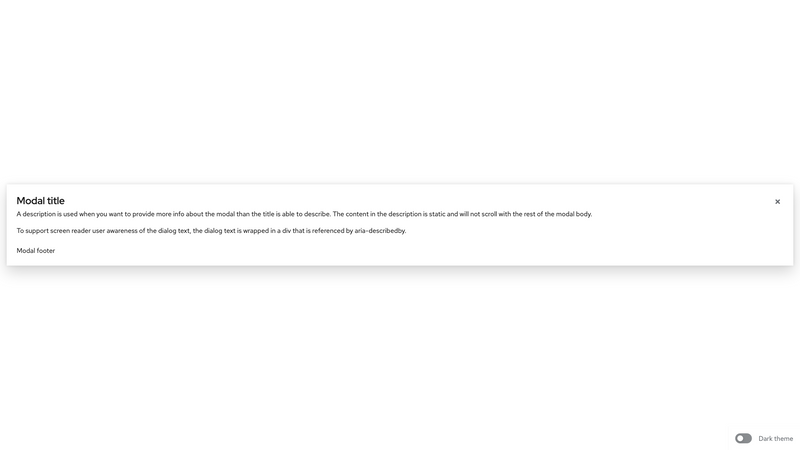 Modal title
A description is used when you want to provide more info about the modal than the title is able to describe. The content in the description is static and will not scroll with the rest of the modal body.
To support screen reader user awareness of the dialog text, the dialog text is wrapped in a div that is referenced by aria-describedby.
Modal footer
Dark theme